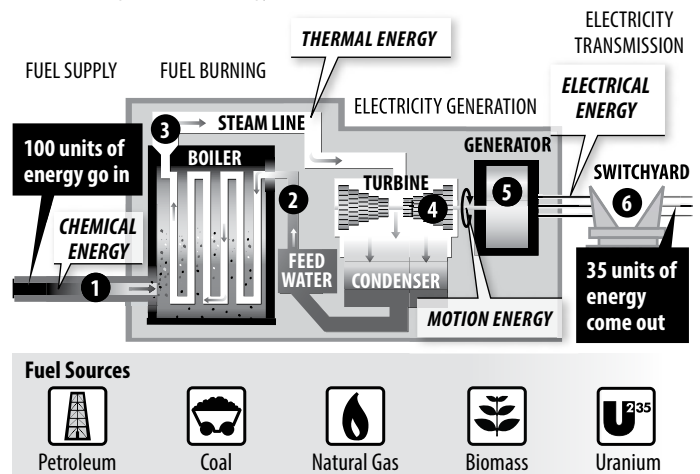 ELECTRICITY
TRANSMISSION
FUEL SUPPLY
FUEL BURNING
THERMAL ENERGY
ELECTRICITY GENERATION
ELECTRICAL
ENERGY
3
STEAM LINE
GENERATOR
100 units of
energy go in
BOILER
SWITCHYARD
TURBINE
2
4
5
6
CHEMICAL
ENERGY
1
FEED
WATER
CONDENSER
MOTION ENERGY
35 units of
energy
come out
Fuel Sources
U235
Petroleum
Coal
Natural Gas
Biomass
Uranium